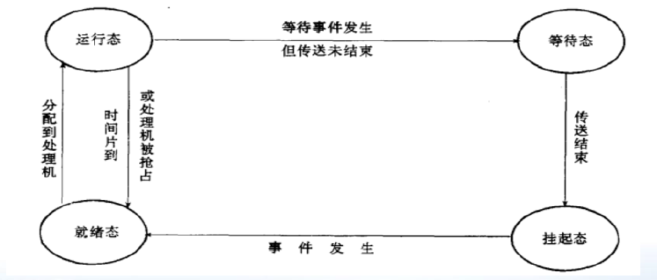 运行态
等待事件发生
但传送未结束
等待态
分配到处理机
时间片到
或处理机被抢占
传送结束
就绪态
事件发生
挂起态